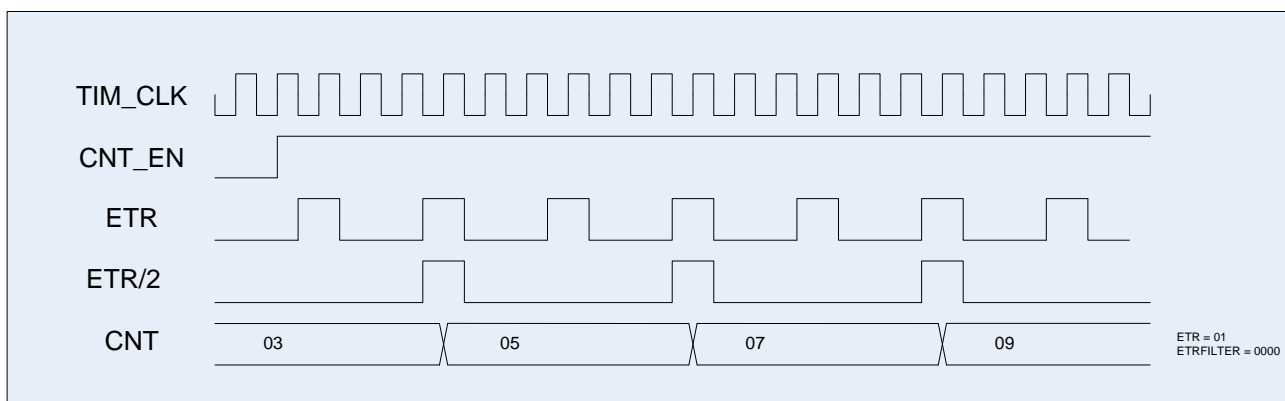 TIM_CLK
CNT_EN
ETR
ETR/2
CNT
03
05
07
09
ETR = 01
ETRFILTER = 0000